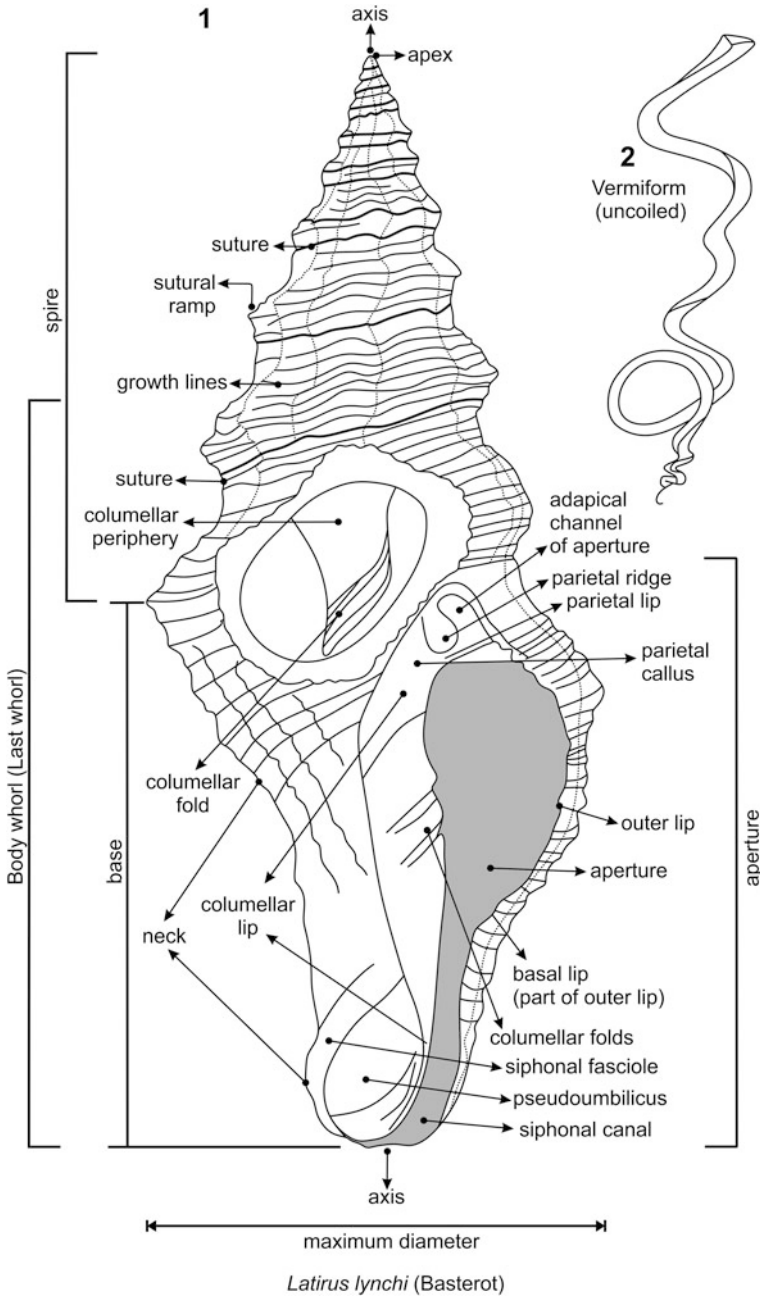 1
axis
apex
2
Vermiform
(uncoiled)
suture
sutural
ramp
spire
growth lines
suture
columellar
periphery
adapical
channel
of aperture
parietal ridge
parietal lip
parietal
callus
columellar
fold
Body whorl (Last whorl)
base
outer lip
aperture
aperture
columellar
lip
neck
basal lip
(part of outer lip)
columellar folds
siphonal fasciole
pseudoumbilicus
siphonal canal
axis
maximum diameter
Latirus lynchi (Basterot)